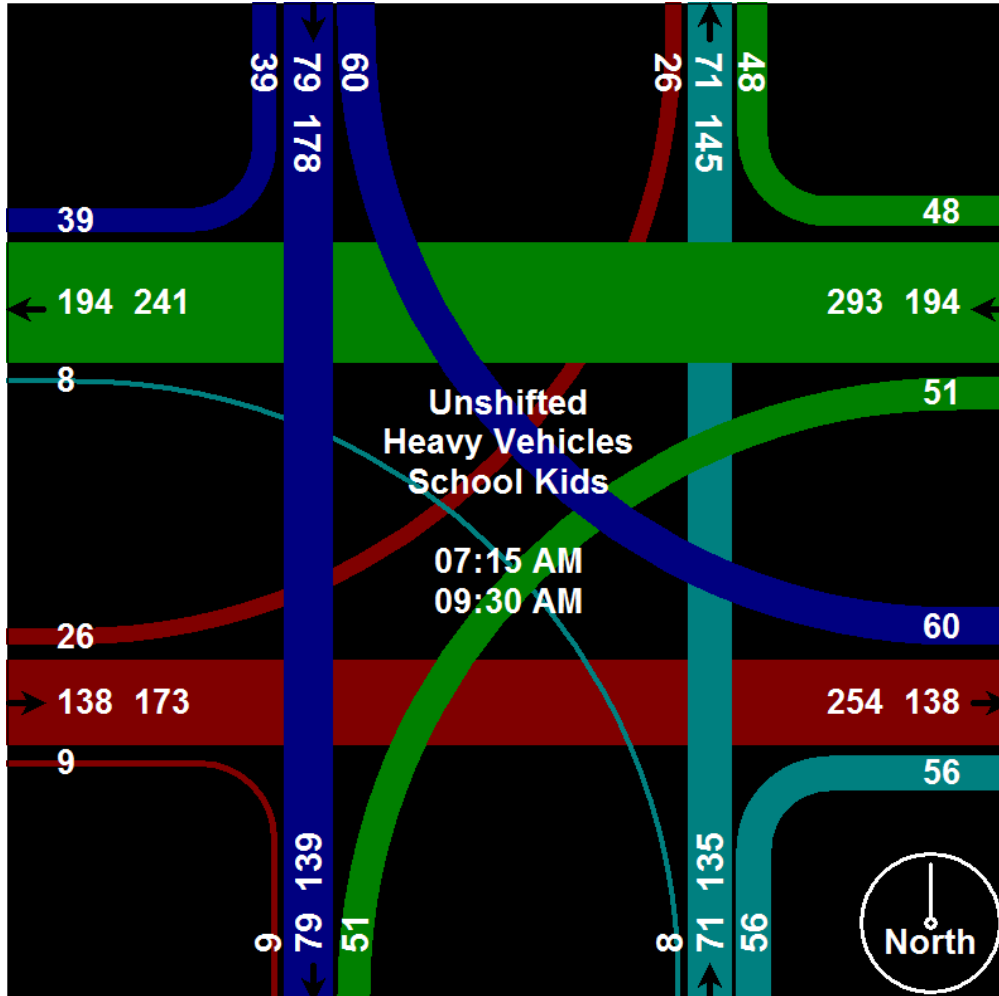 39 79 60 26 71 48
178 145
39 48
194 241 293 194
8 51
Unshifted
Heavy Vehicles
School Kids
07:15 AM
09:30 AM
26 60
138 173 254 138
9 56
139 135
9 79 51 8 71 56
North